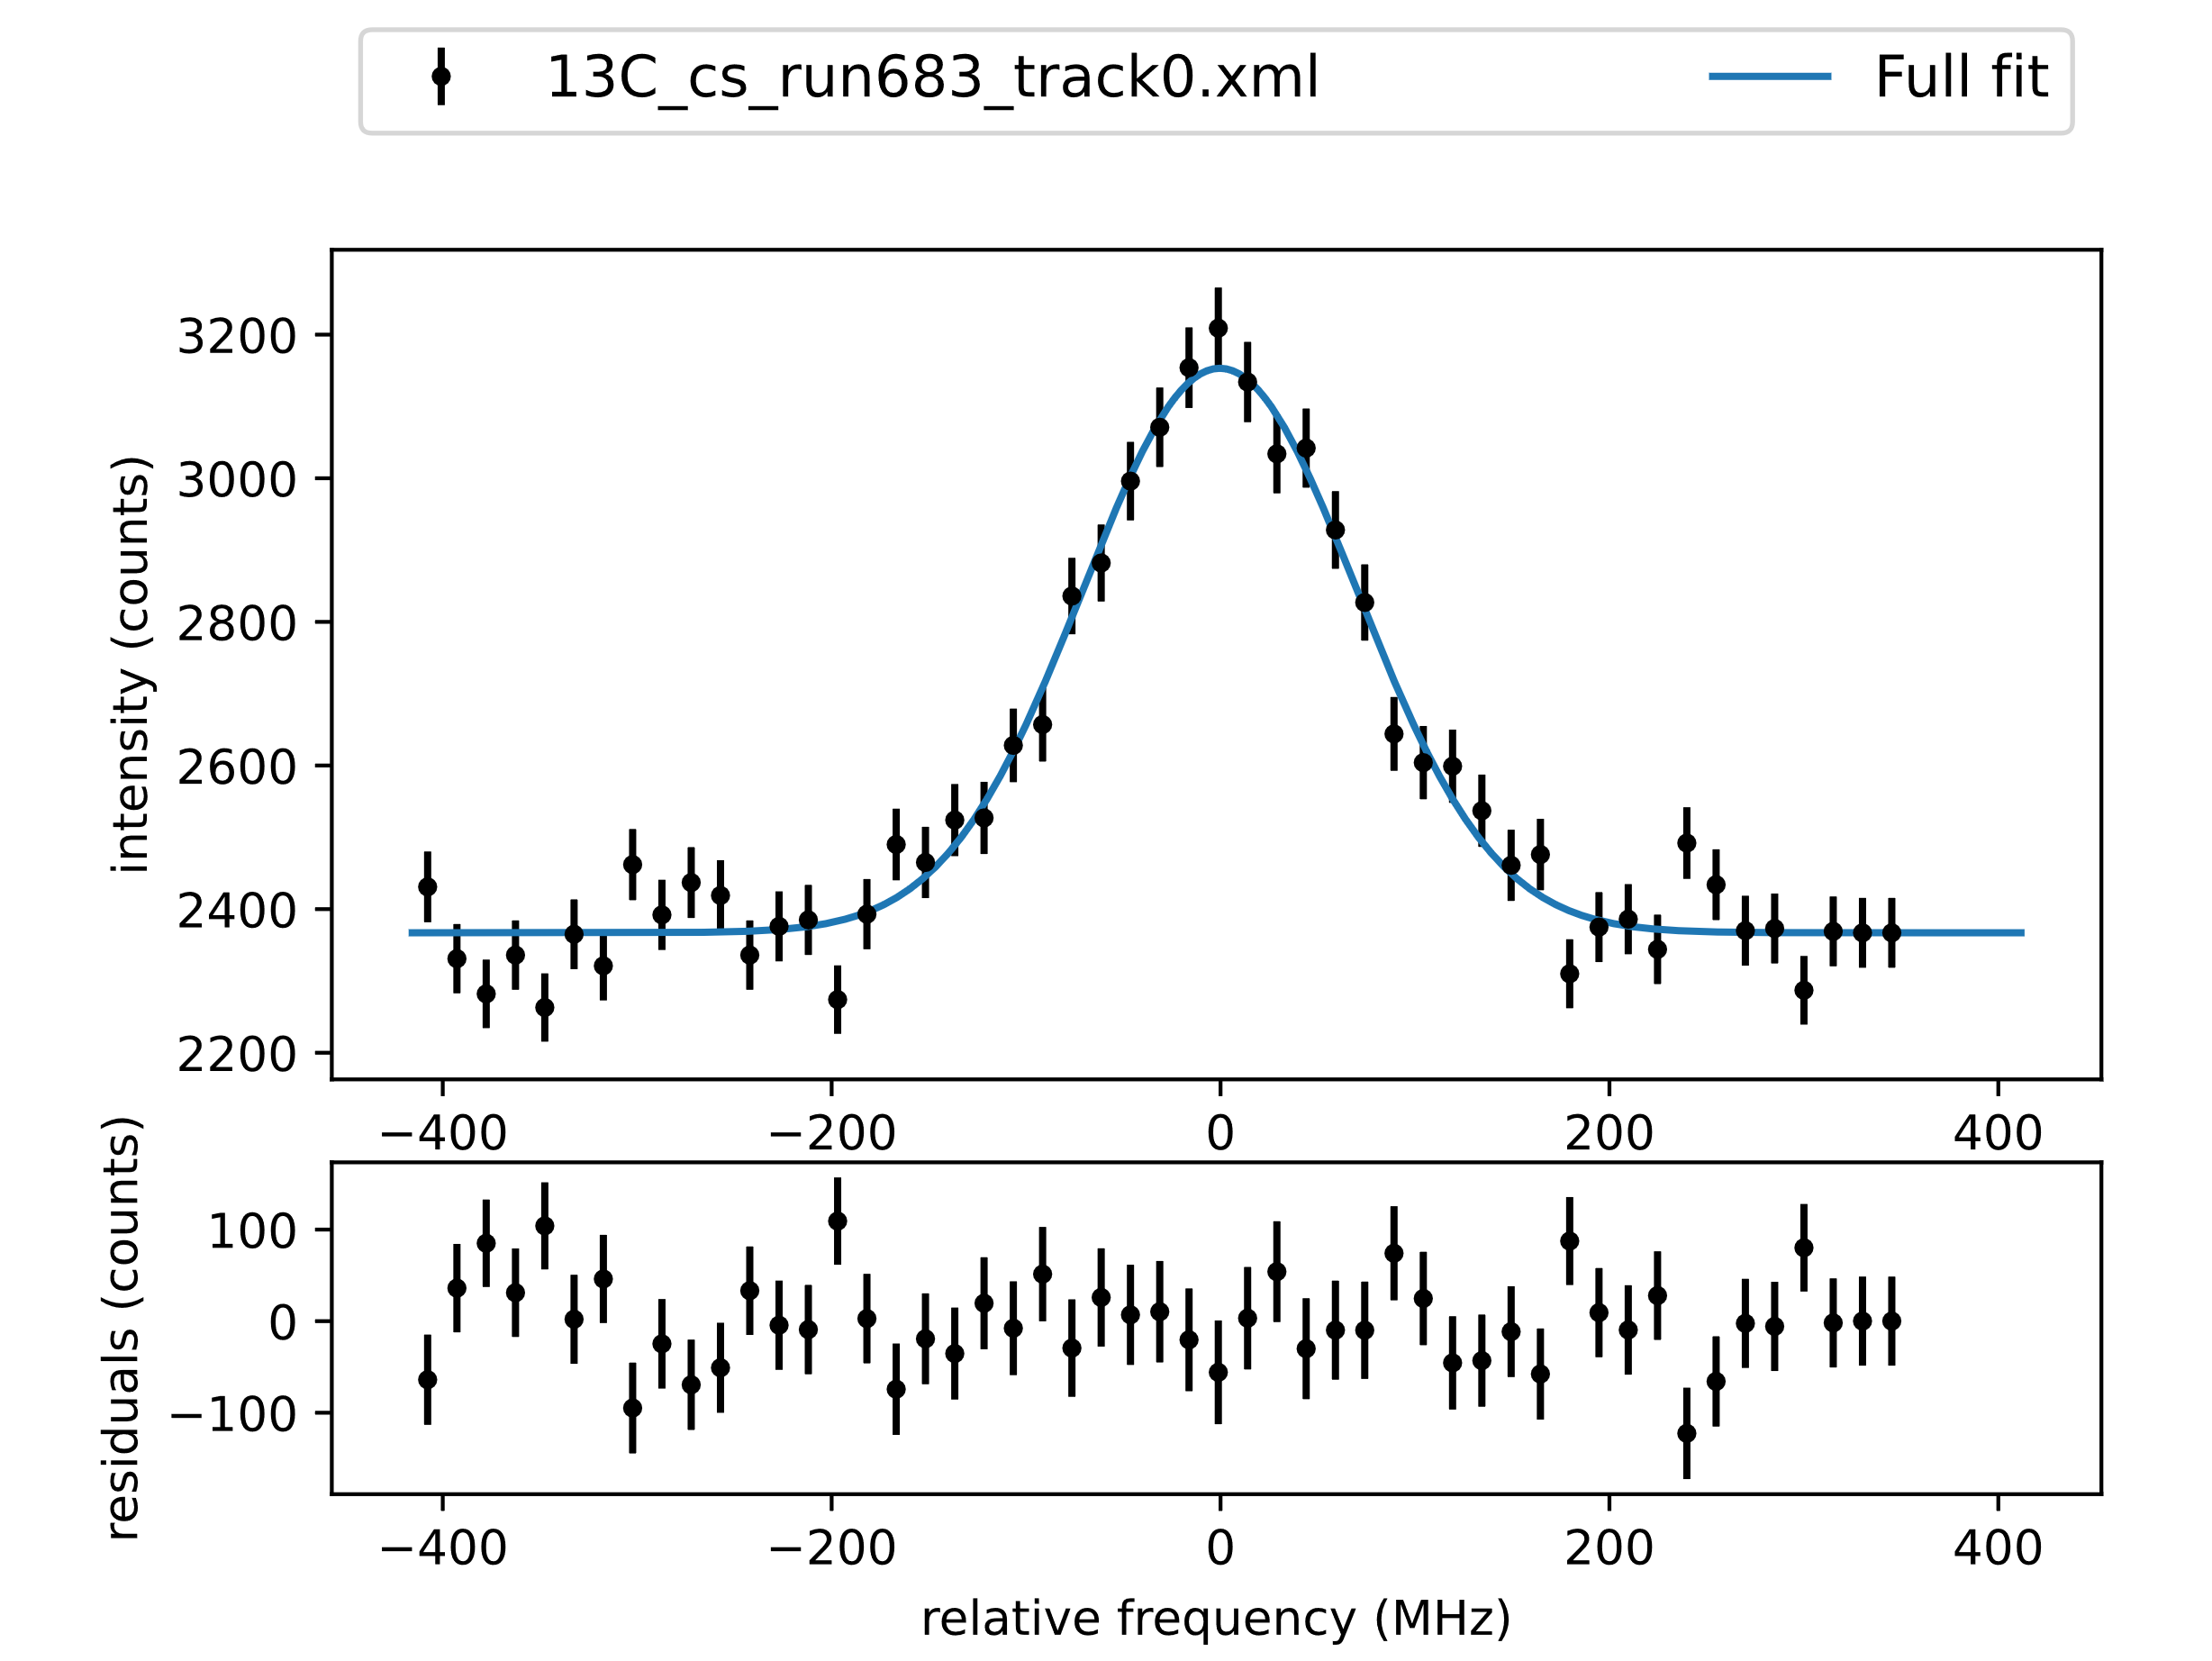 13C_cs_run683_track0.xml Full fit
intensity (counts)
3200
3000
2800
2600
2400
2200
−400 −200 0 200 400
residuals (counts)
100
0
−100
−400 −200 0 200 400
relative frequency (MHz)